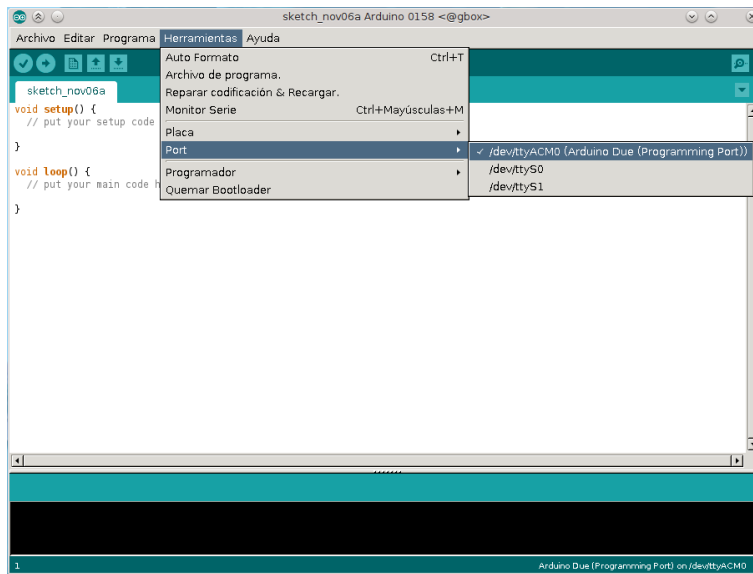 sketch_nov06a Arduino 0158 <@gbox>
Archivo Editar Programa Herramientas Ayuda
Auto Formato Ctrl+T
Archivo de programa.
Reparar codificación & Recargar.
Monitor Serie Ctrl+Mayúsculas+M
Placa
Port
Programador
Quemar Bootloader
✓ /dev/ttyACM0 (Arduino Due (Programming Port))
/dev/ttyS0
/dev/ttyS1
sketch_nov06a
void setup() {
// put your setup code
}
void loop() {
// put your main code h
}
1 Arduino Due (Programming Port) on /dev/ttyACM0